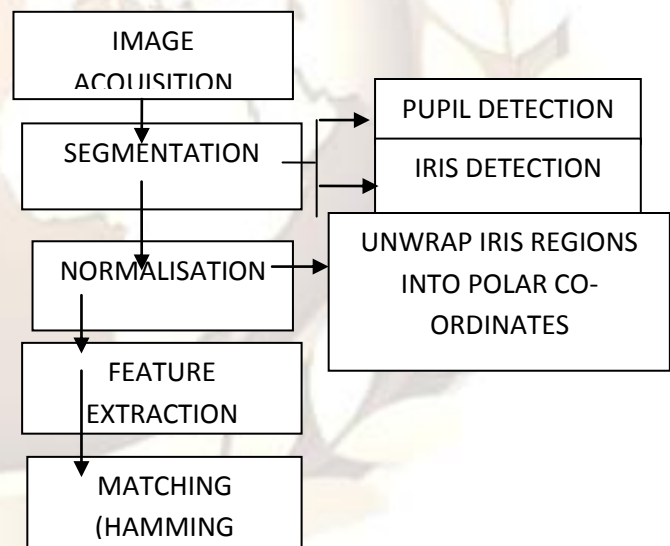 IMAGE
ACQUISITION
SEGMENTATION
PUPIL DETECTION
IRIS DETECTION
NORMALISATION
UNWRAP IRIS REGIONS
INTO POLAR CO-
ORDINATES
FEATURE
EXTRACTION
MATCHING
(HAMMING